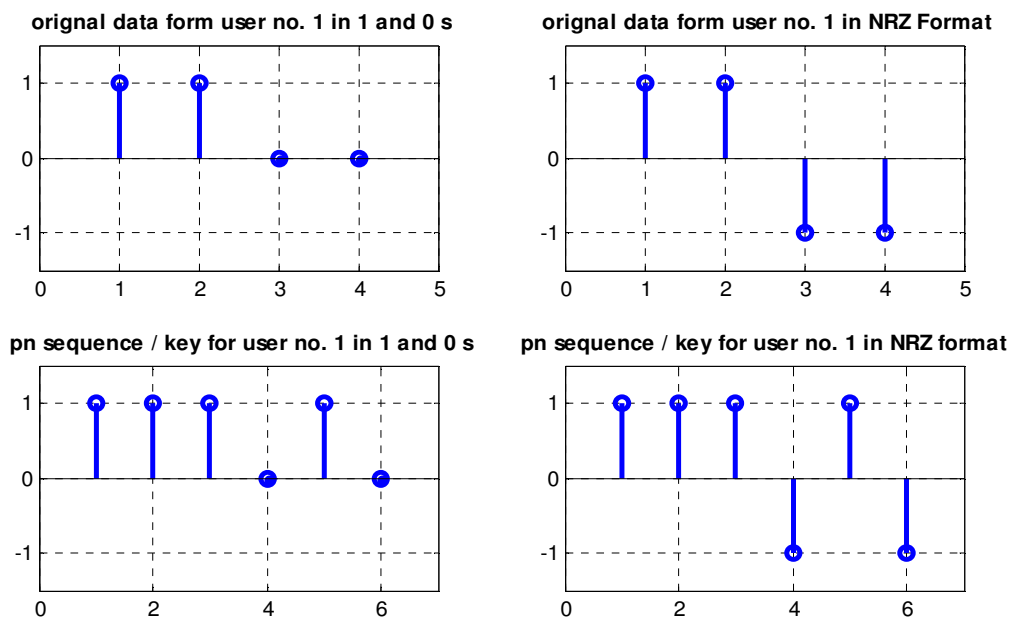 orignal data form user no. 1 in 1 and 0 s
1
0
-1
0 1 2 3 4 5
orignal data form user no. 1 in NRZ Format
1
0
-1
0 1 2 3 4 5
pn sequence / key for user no. 1 in 1 and 0 s
1
0
-1
0 2 4 6
pn sequence / key for user no. 1 in NRZ format
1
0
-1
0 2 4 6